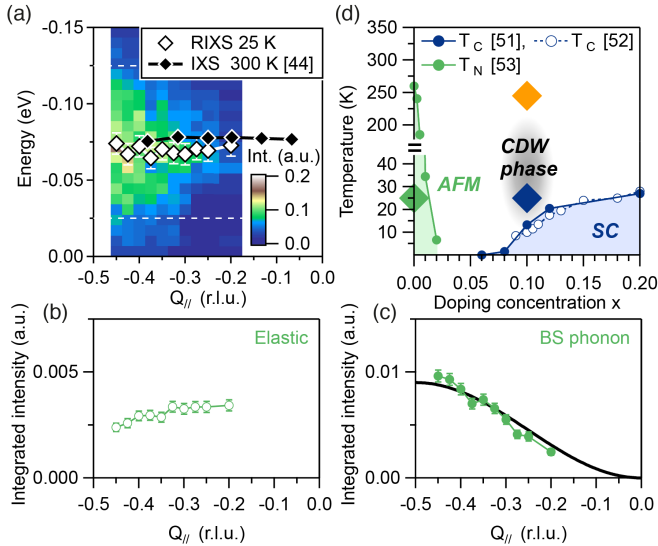 (a)
-0.15
-0.10
-0.05
0.00
Energy (eV)
RIXS 25 K
IXS 300 K [44]
Int. (a.u.)
0.2
0.1
0.0
-0.5 -0.4 -0.3 -0.2 -0.1 0.0
Q// (r.l.u.)
(d)
Temperature (K)
350
300
250
200
150
100
40
30
20
10
TC [51], TC [52]
TN [53]
CDW
phase
AFM
SC
0.00 0.05 0.10 0.15 0.20
Doping concentration x
(b)
Integrated intensity (a.u.)
0.005
0.000
Elastic
-0.5 -0.4 -0.3 -0.2 -0.1 0.0
Q// (r.l.u.)
(c)
Integrated intensity (a.u.)
0.01
0.00
BS phonon
-0.5 -0.4 -0.3 -0.2 -0.1 0.0
Q// (r.l.u.)